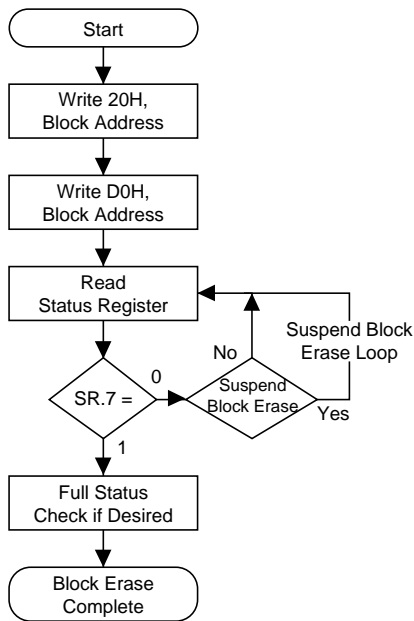 Start
Write 20H,
Block Address
Write D0H,
Block Address
Read
Status Register
Suspend Block
Erase Loop
No
SR.7 =
0
Suspend
Block Erase
Yes
1
Full Status
Check if Desired
Block Erase
Complete